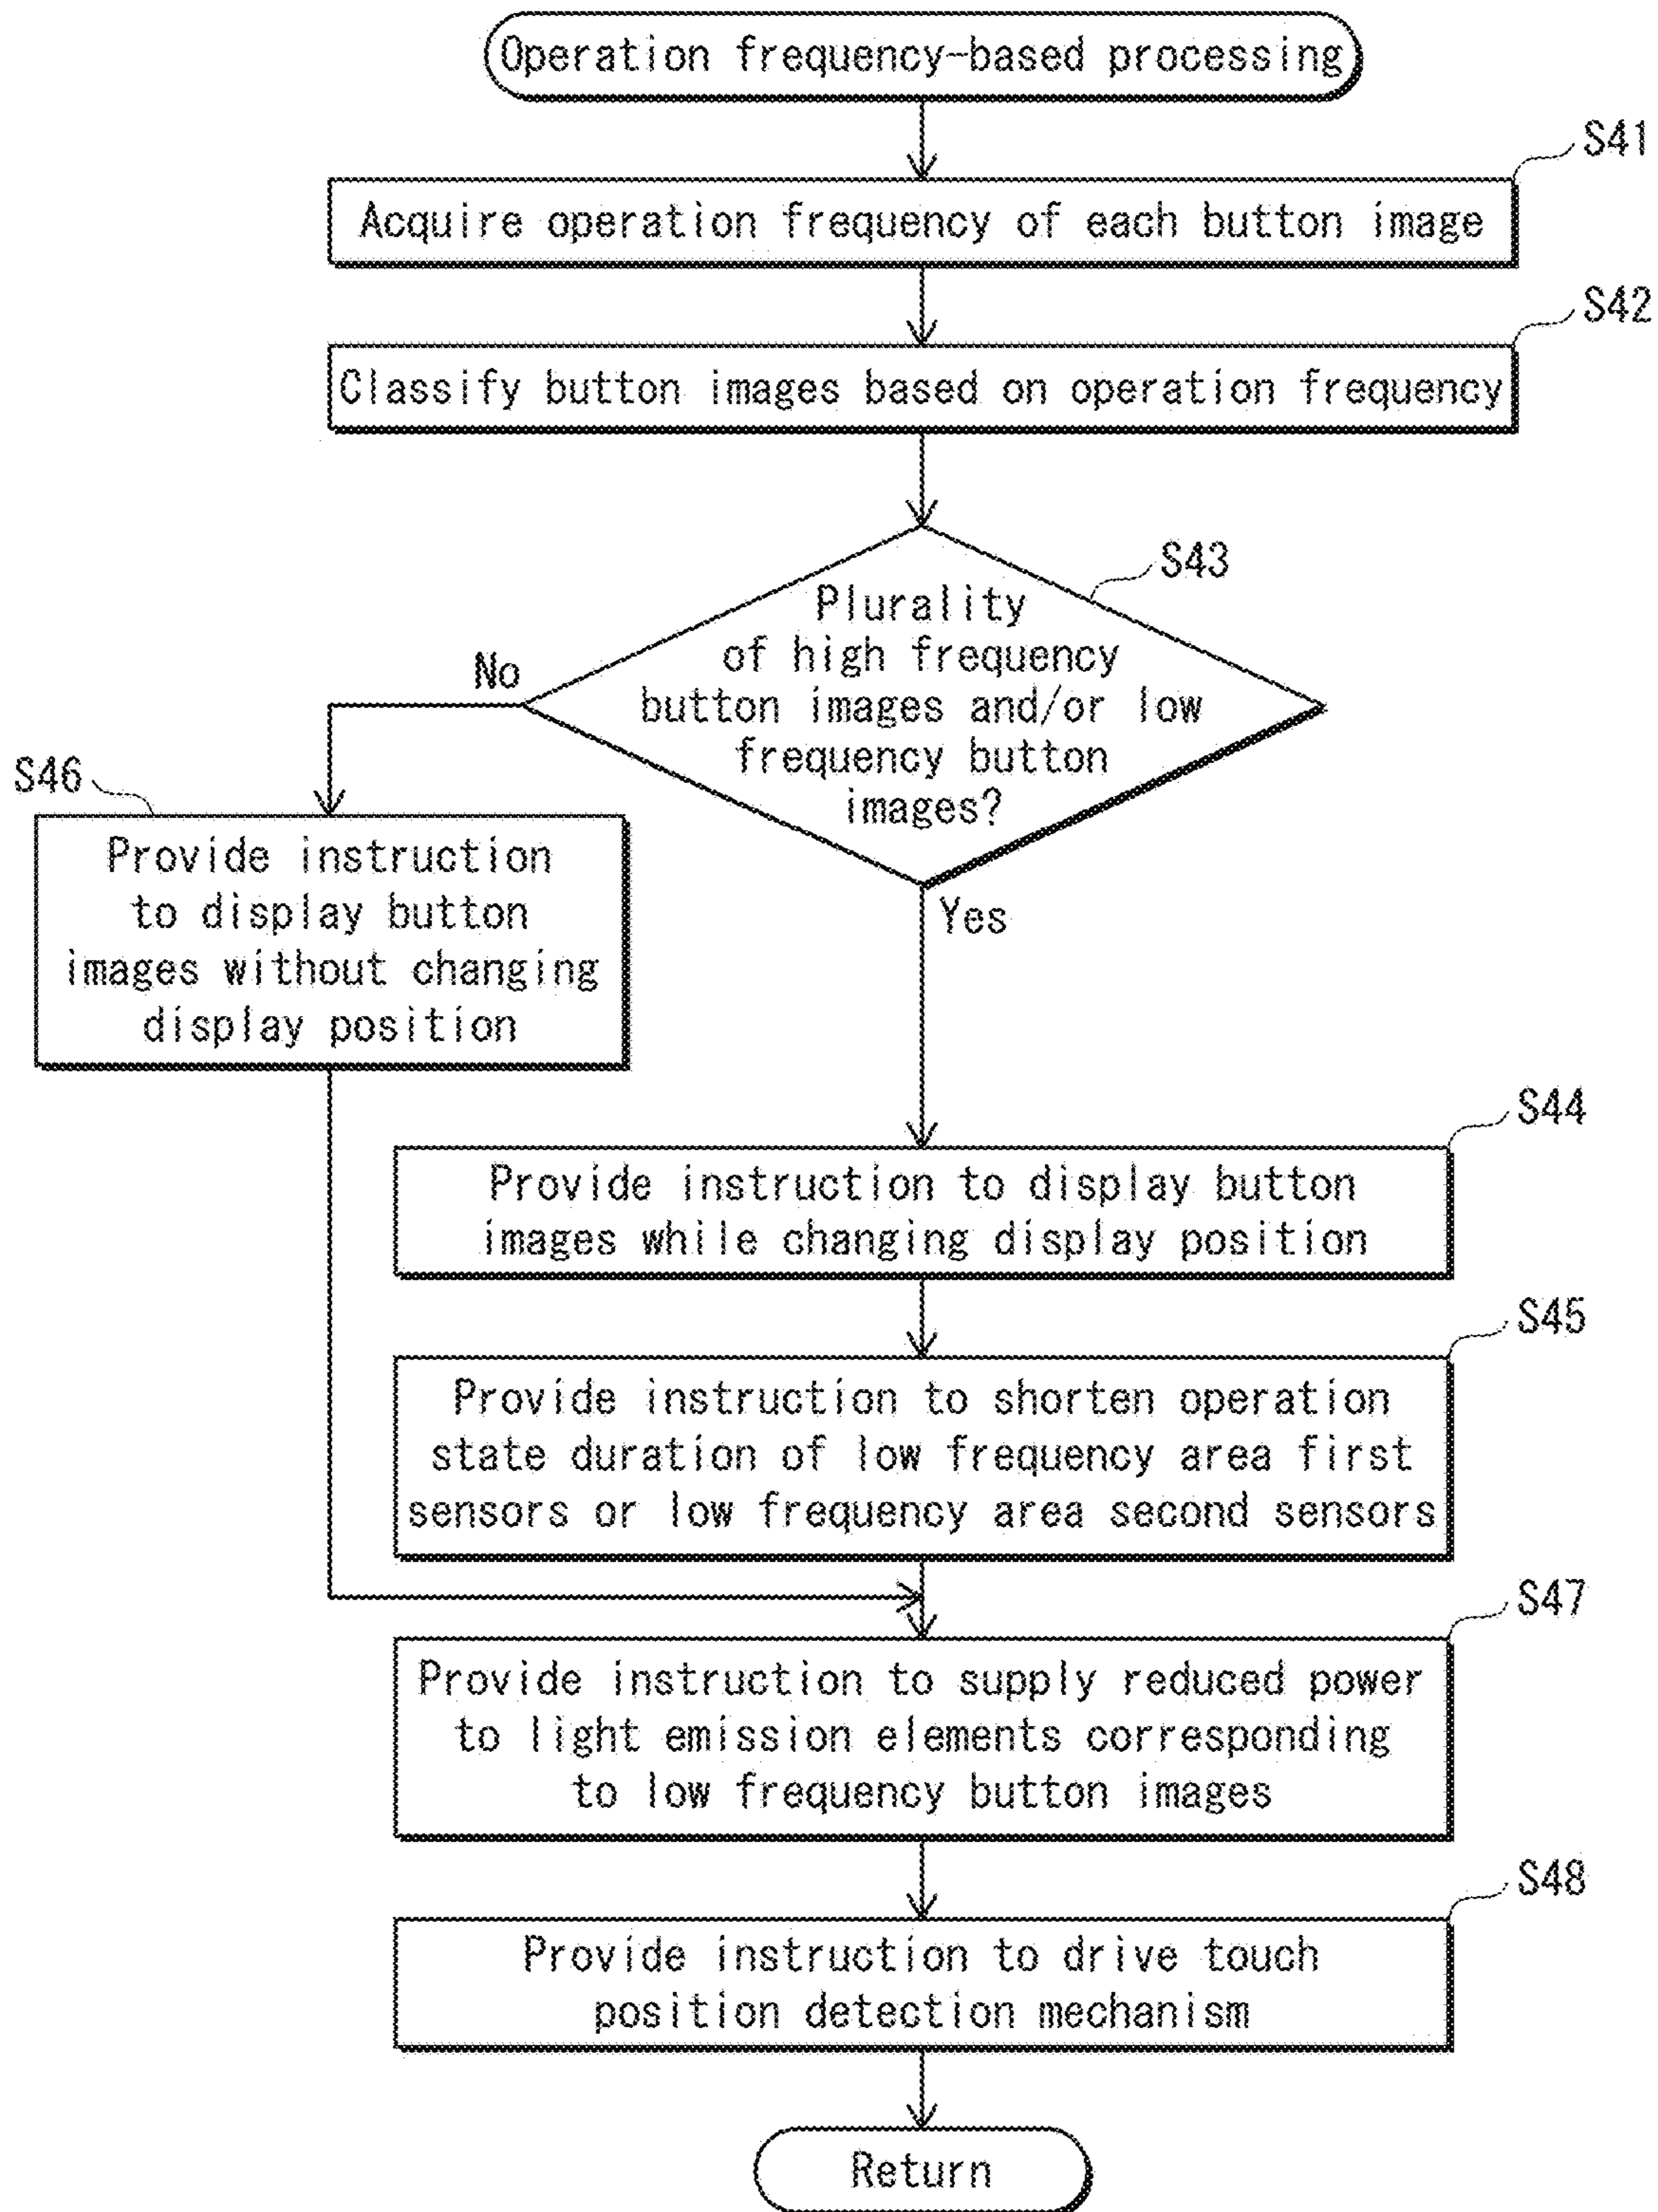 Operation frequency-based processing
S41
Acquire operation frequency of each button image
S42
Classify button images based on operation frequency
S43
Plurality
of high frequency
button images and/or low
frequency button
images?
No
Yes
S46
Provide instruction
to display button
images without changing
display position
S44
Provide instruction to display button
images while changing display position
S45
Provide instruction to shorten operation
state duration of low frequency area first
sensors or low frequency area second sensors
S47
Provide instruction to supply reduced power
to light emission elements corresponding
to low frequency button images
S48
Provide instruction to drive touch
position detection mechanism
Return